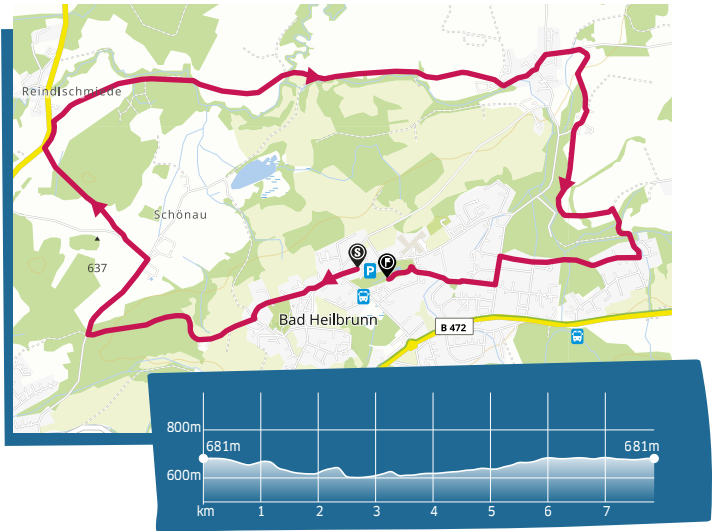 Reindlschmiede
Schönau
637
S
P
F
Bad Heilbrunn
B 472
800m
681m
681m
600m
km 1 2 3 4 5 6 7